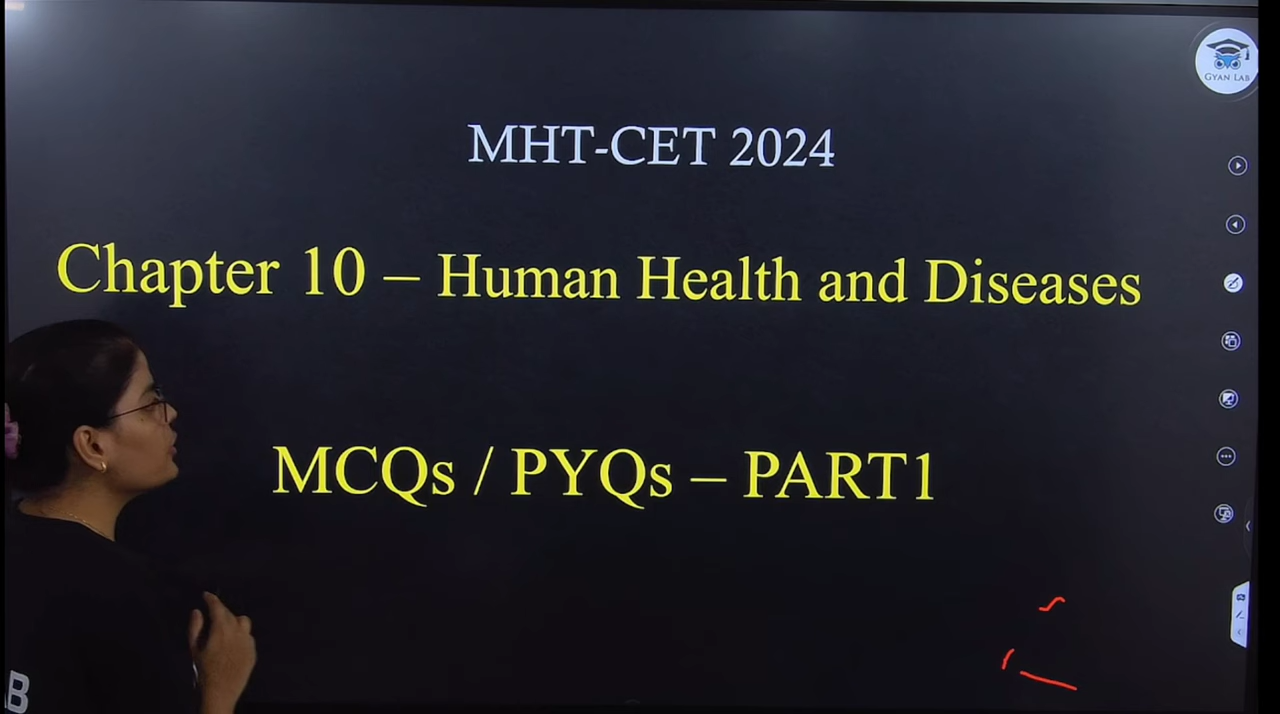 GYAN LAB
MHT-CET 2024
Chapter 10 – Human Health and Diseases
MCQs / PYQs – PART1